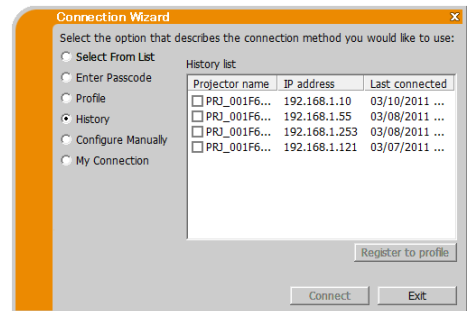 Connection Wizard x
Select the option that describes the connection method you would like to use:
Select From List
Enter Passcode
Profile
History
Configure Manually
My Connection
History list
Projector name IP address Last connected
PRJ_001F6... 192.168.1.10 03/10/2011 ...
PRJ_001F6... 192.168.1.55 03/08/2011 ...
PRJ_001F6... 192.168.1.253 03/08/2011 ...
PRJ_001F6... 192.168.1.121 03/07/2011 ...
Register to profile
Connect Exit